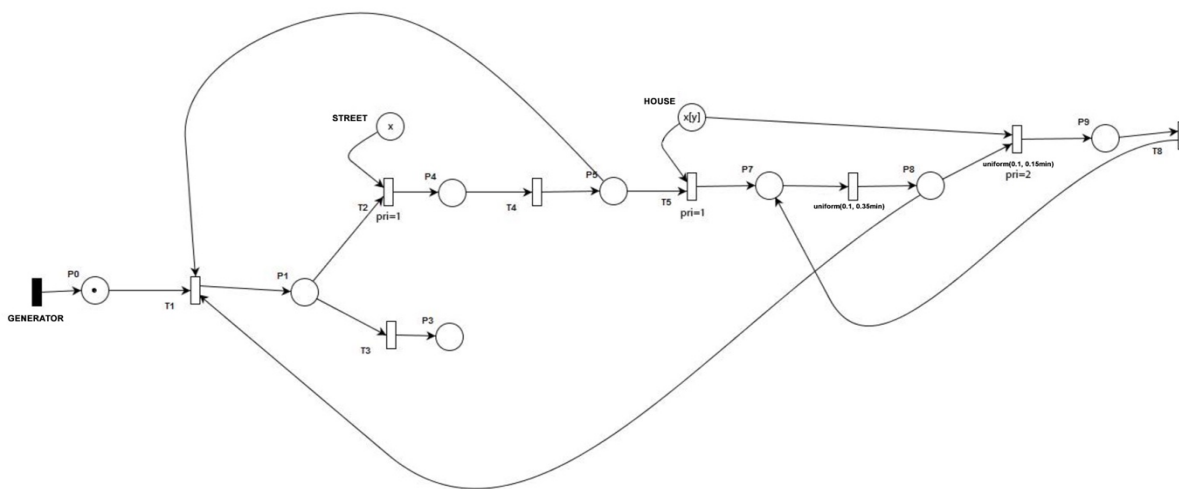 STREET
x
HOUSE
x[y]
P9
T8
uniform(0.1, 0.15min)
pri=2
P4
P5
P7
P8
T2
pri=1
T4
T5
pri=1
uniform(0.1, 0.35min)
P0
GENERATOR
T1
P1
T3
P3